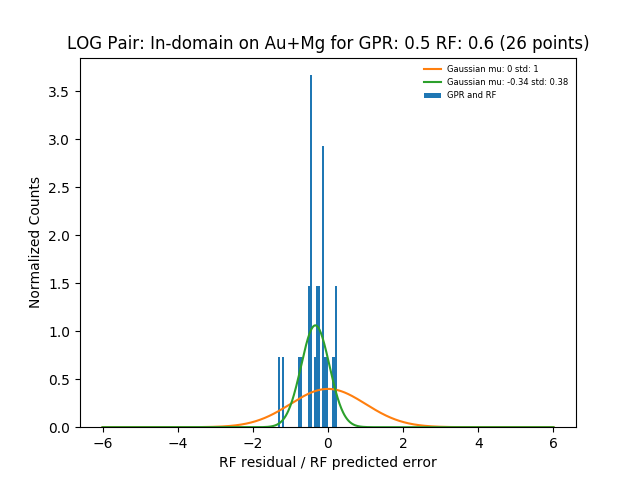 LOG Pair: In-domain on Au+Mg for GPR: 0.5 RF: 0.6 (26 points)
Gaussian mu: 0 std: 1
Gaussian mu: -0.34 std: 0.38
GPR and RF
Normalized Counts
3.5
3.0
2.5
2.0
1.5
1.0
0.5
0.0
−6 −4 −2 0 2 4 6
RF residual / RF predicted error